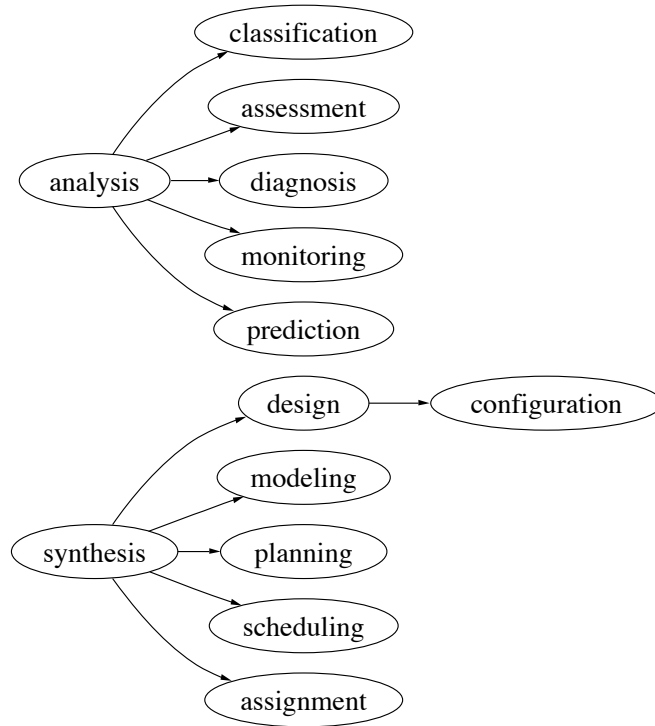 classification
assessment
analysis
diagnosis
monitoring
prediction
design
configuration
modeling
synthesis
planning
scheduling
assignment